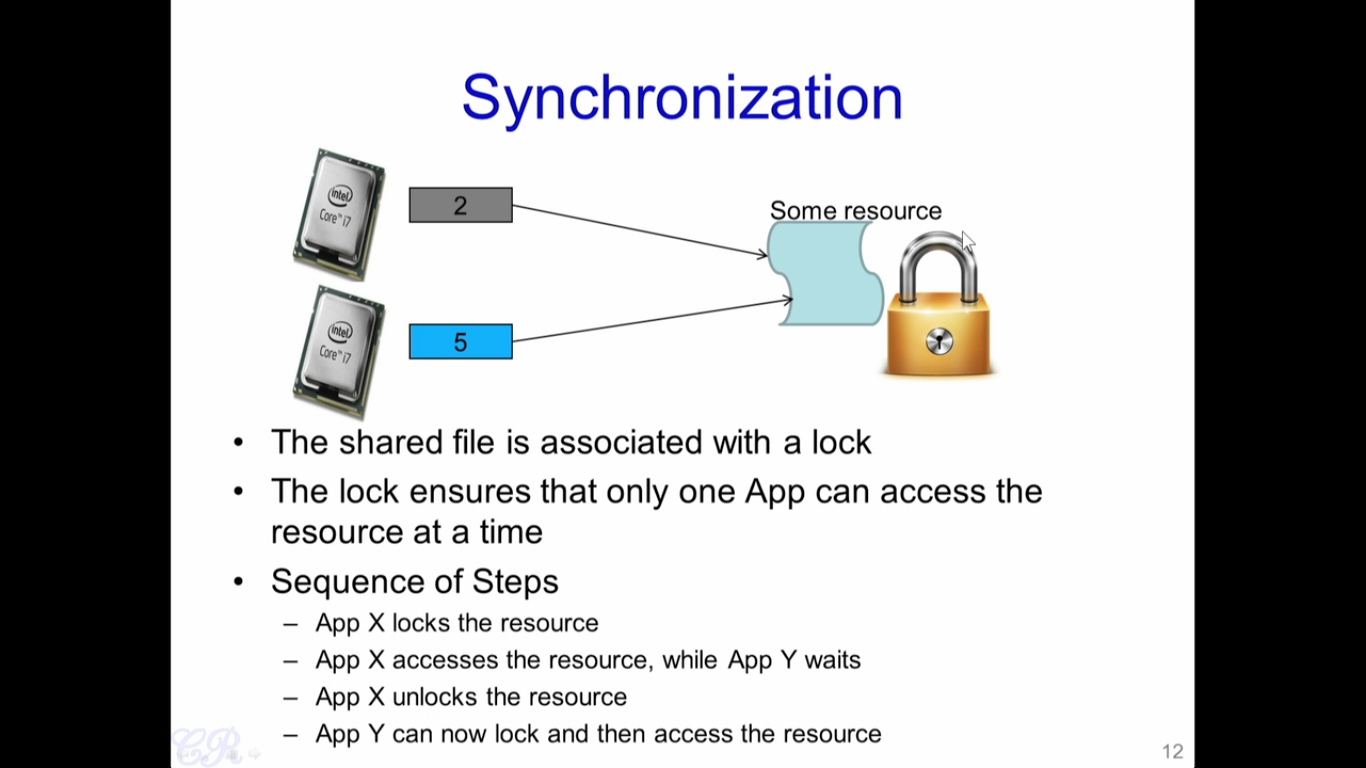 Synchronization
intel
Core™ i7
2
Some resource
intel
Core™ i7
5
• The shared file is associated with a lock
• The lock ensures that only one App can access the
resource at a time
• Sequence of Steps
– App X locks the resource
– App X accesses the resource, while App Y waits
– App X unlocks the resource
– App Y can now lock and then access the resource
CR
12